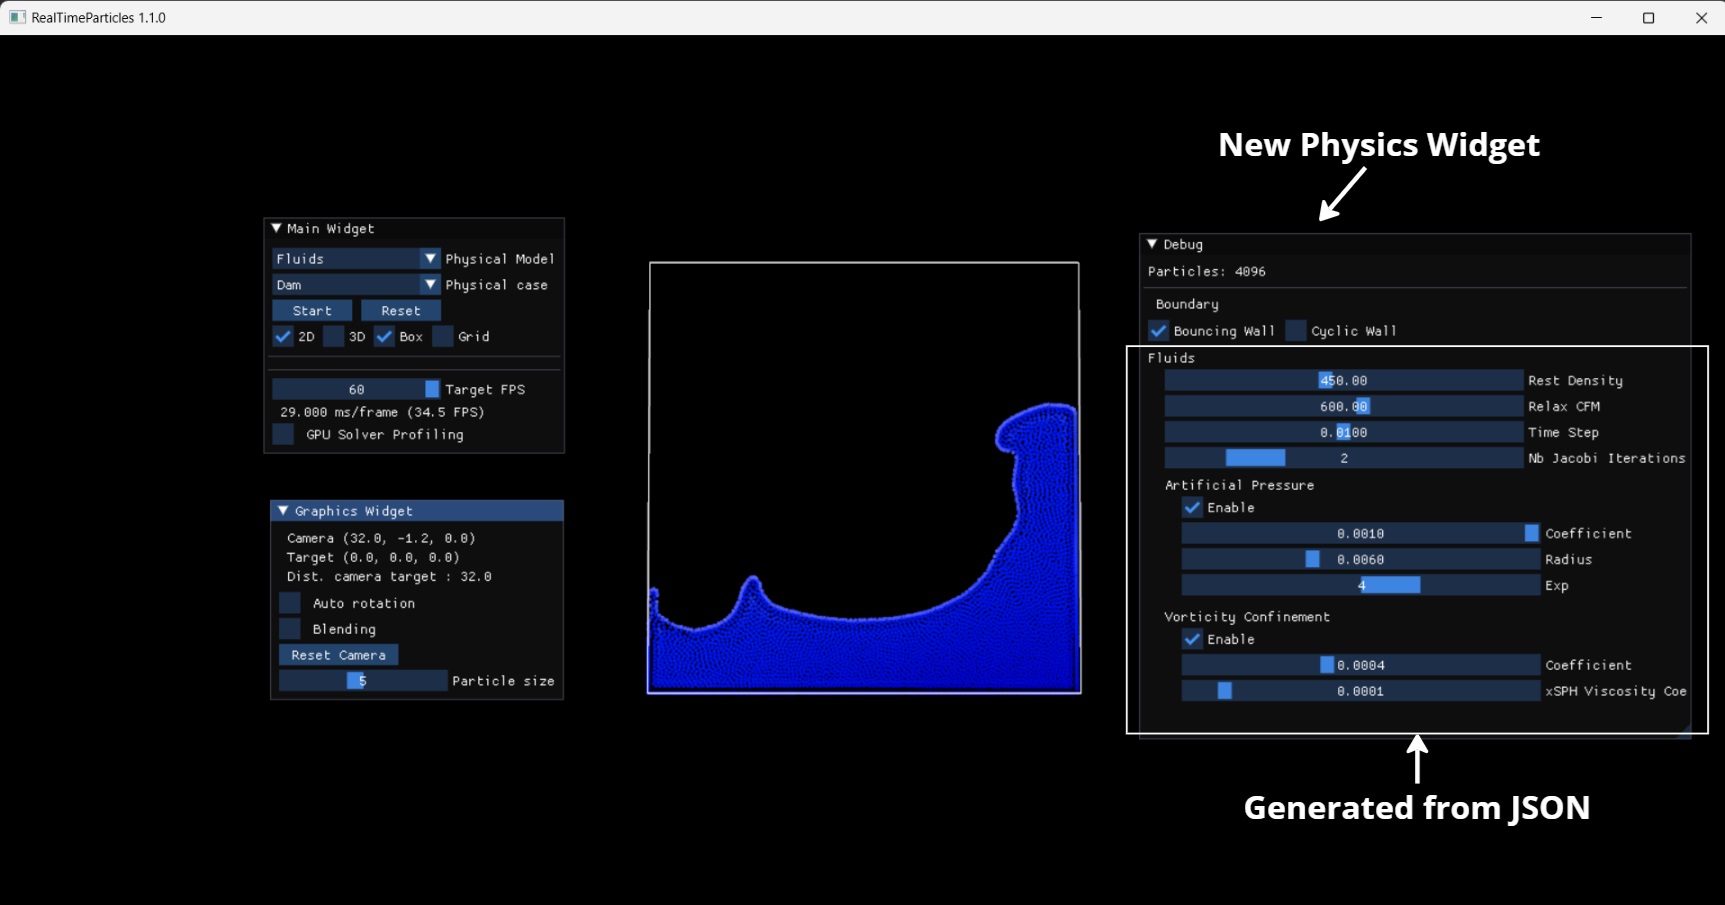 RealTimeParticles 1.1.0
New Physics Widget
Main Widget
Fluids Physical Model
Dam Physical case
Start Reset
2D 3D Box Grid
60 Target FPS
29.000 ms/frame (34.5 FPS)
GPU Solver Profiling
Graphics Widget
Camera (32.0, -1.2, 0.0)
Target (0.0, 0.0, 0.0)
Dist. camera target : 32.0
Auto rotation
Blending
Reset Camera
5 Particle size
Debug
Particles: 4096
Boundary
Bouncing Wall Cyclic Wall
Fluids
450.00 Rest Density
600.00 Relax CFM
0.0100 Time Step
2 Nb Jacobi Iterations
Artificial Pressure
Enable
0.0010 Coefficient
0.0060 Radius
4 Exp
Vorticity Confinement
Enable
0.0004 Coefficient
0.0001 xSPH Viscosity Coe
Generated from JSON